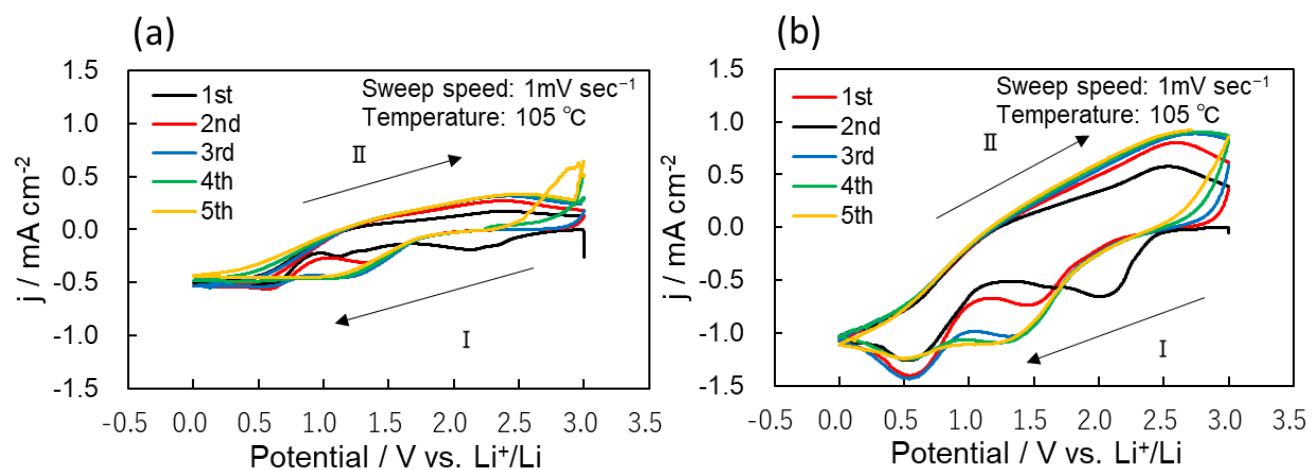 (a)
1.5
1.0
0.5
0.0
-0.5
-1.0
-1.5
j / mA cm⁻²
1st
2nd
3rd
4th
5th
Sweep speed: 1mV sec⁻¹
Temperature: 105 ℃
Ⅱ
Ⅰ
-0.5 0.0 0.5 1.0 1.5 2.0 2.5 3.0 3.5
Potential / V vs. Li⁺/Li
(b)
1.5
1.0
0.5
0.0
-0.5
-1.0
-1.5
j / mA cm⁻²
1st
2nd
3rd
4th
5th
Sweep speed: 1mV sec⁻¹
Temperature: 105 ℃
Ⅱ
Ⅰ
-0.5 0.0 0.5 1.0 1.5 2.0 2.5 3.0 3.5
Potential / V vs. Li⁺/Li